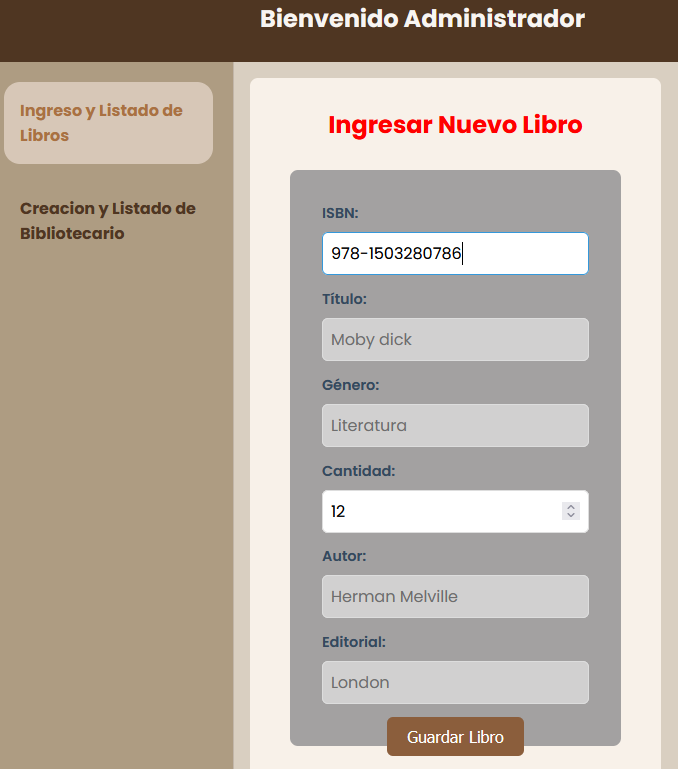 Bienvenido Administrador
Ingreso y Listado de
Libros
Creacion y Listado de
Bibliotecario
Ingresar Nuevo Libro
ISBN:
978-1503280786
Título:
Moby dick
Género:
Literatura
Cantidad:
12
Autor:
Herman Melville
Editorial:
London
Guardar Libro